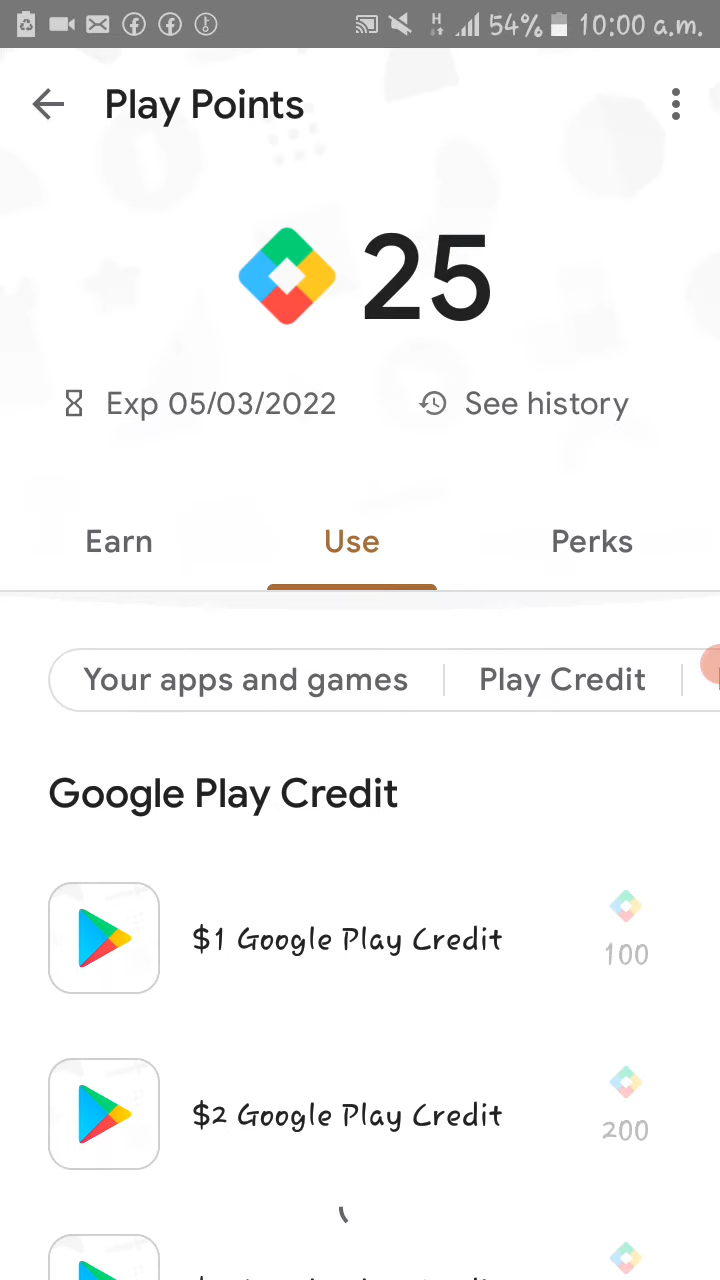 H 54% 10:00 a.m.
Play Points
25
Exp 05/03/2022 See history
Earn Use Perks
Your apps and games Play Credit
Google Play Credit
$1 Google Play Credit
100
$2 Google Play Credit
200